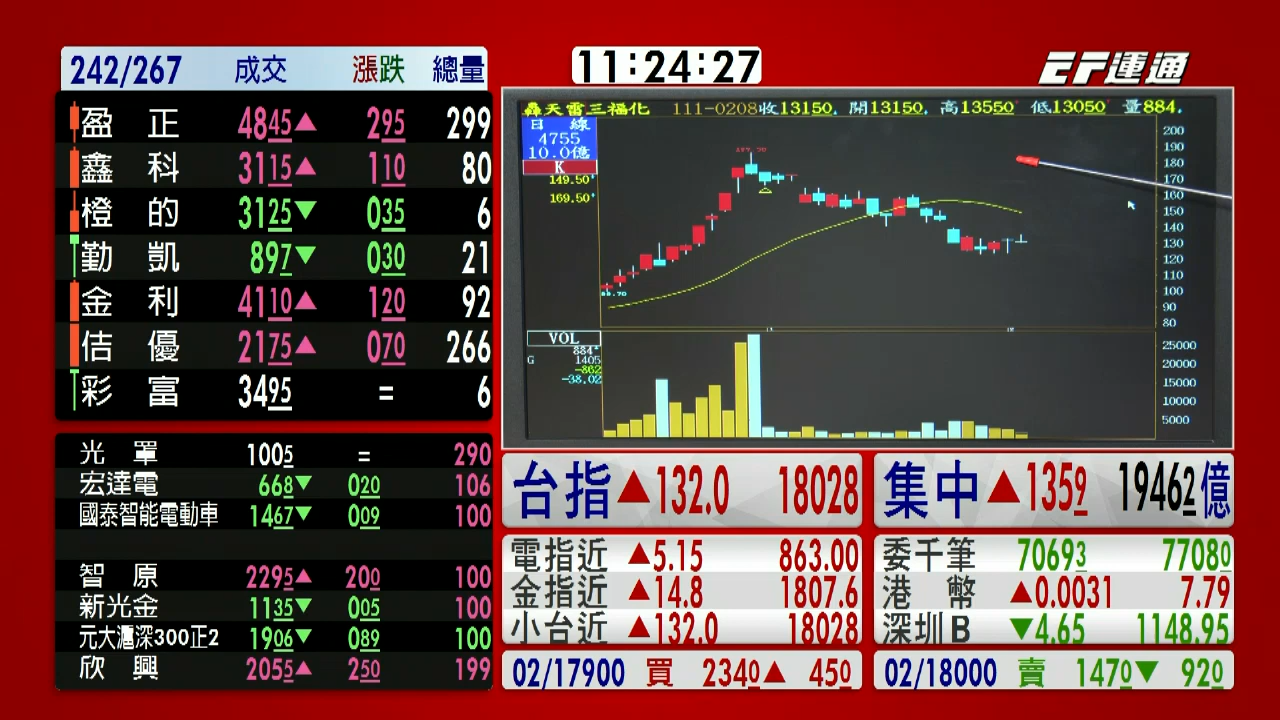 242/267 成交 漲跌 總量
盈正 4845▲ 295 299
鑫科 3115▲ 110 80
橙的 3125▼ 035 6
勤凱 897▼ 030 21
金利 4110▲ 120 92
佶優 2175▲ 070 266
彩富 3495 = 6
光罩 1005 = 290
宏達電 668▼ 020 106
國泰智能電動車 1467▼ 009 100
智原 2295▲ 200 100
新光金 1135▼ 005 100
元大滬深300正2 1906▼ 089 100
欣興 2055▲ 250 199
11:24:27
EF運通
轟天雷三福化 111-0208收13150. 開13150. 高13550 低13050 量884.
日線
4755
10.0億
K
149.50
169.50
88.70
200
190
180
170
160
150
140
130
120
110
100
90
80
VOL
884
G 1405
-862
-38.02
25000
20000
15000
10000
5000
台指▲132.0 18028
集中▲1359 19462億
電指近 ▲5.15 863.00
金指近 ▲14.8 1807.6
小台近 ▲132.0 18028
委千筆 70693 77080
港幣 ▲0.0031 7.79
深圳B ▼4.65 1148.95
02/17900 買 2340▲ 450
02/18000 賣 1470▼ 920